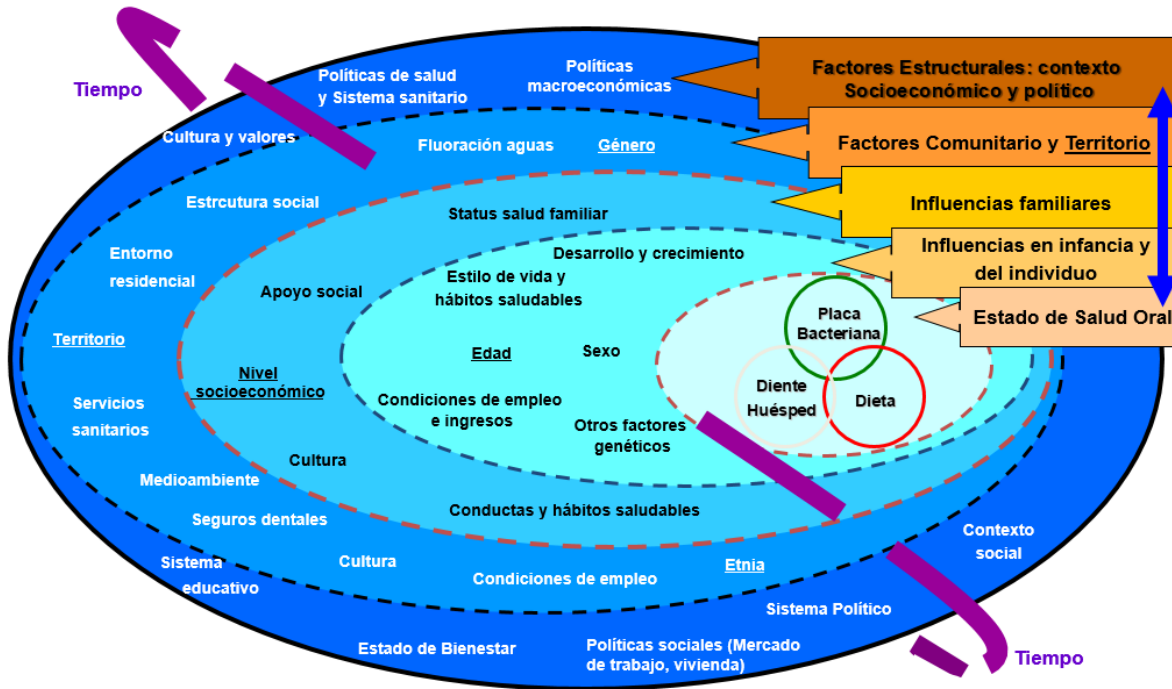 Tiempo
Políticas de salud
y Sistema sanitario
Políticas
macroeconómicas
Factores Estructurales: contexto
Socioeconómico y político
Cultura y valores
Fluoración aguas
Género
Factores Comunitario y Territorio
Estrcutura social
Status salud familiar
Influencias familiares
Entorno
residencial
Apoyo social
Desarrollo y crecimiento
Estilo de vida y
hábitos saludables
Influencias en infancia y
del individuo
Placa
Bacteriana
Estado de Salud Oral
Territorio
Edad
Sexo
Nivel
socioeconómico
Diente
Huésped
Dieta
Servicios
sanitarios
Condiciones de empleo
e ingresos
Otros factores
genéticos
Cultura
Medioambiente
Conductas y hábitos saludables
Seguros dentales
Contexto
social
Sistema
educativo
Cultura
Condiciones de empleo
Etnia
Sistema Político
Estado de Bienestar
Políticas sociales (Mercado
de trabajo, vivienda)
Tiempo